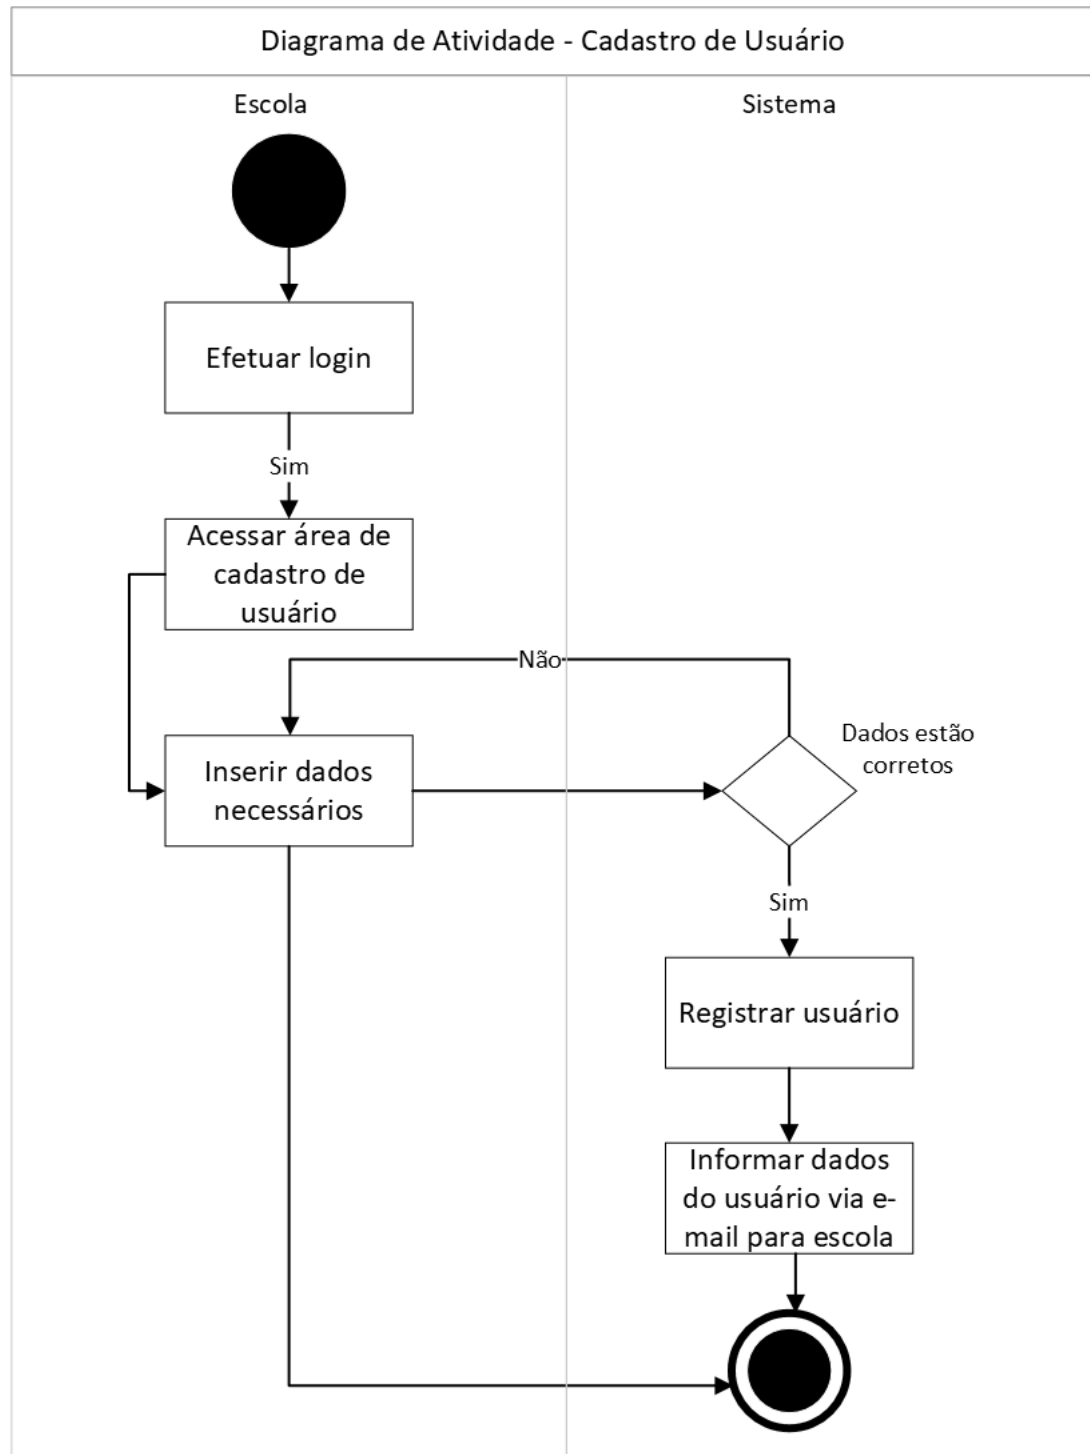 Diagrama de Atividade - Cadastro de Usuário
Escola
Sistema
Efetuar login
Sim
Acessar área de
cadastro de
usuário
Não
Dados estão
corretos
Inserir dados
necessários
Sim
Registrar usuário
Informar dados
do usuário via e-
mail para escola